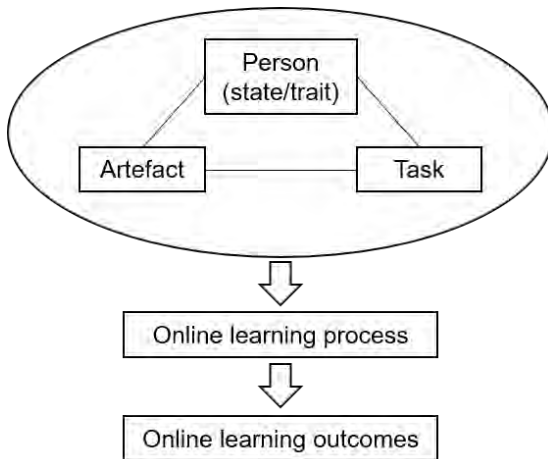 Person
(state/trait)
Artefact
Task
Online learning process
Online learning outcomes